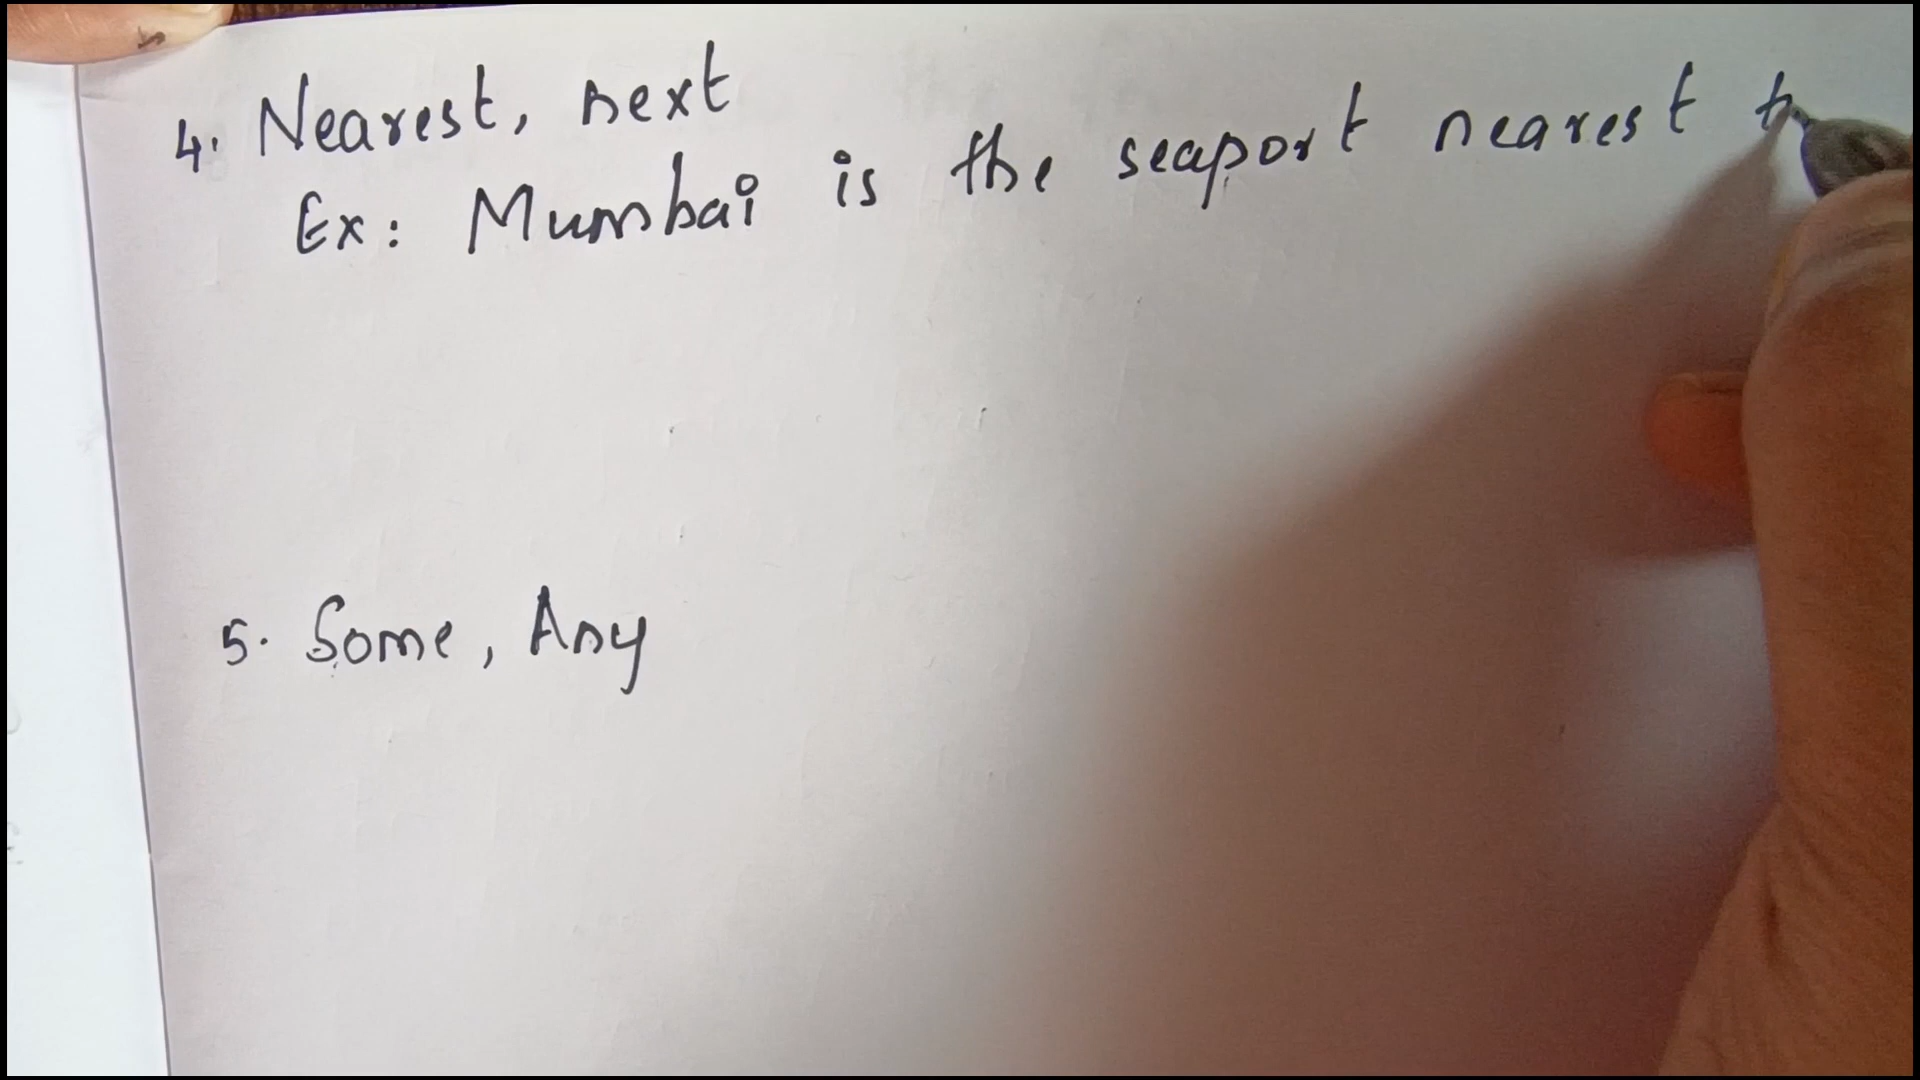 4. Nearest, next
Ex: Mumbai is the seaport nearest
5. Some, Any